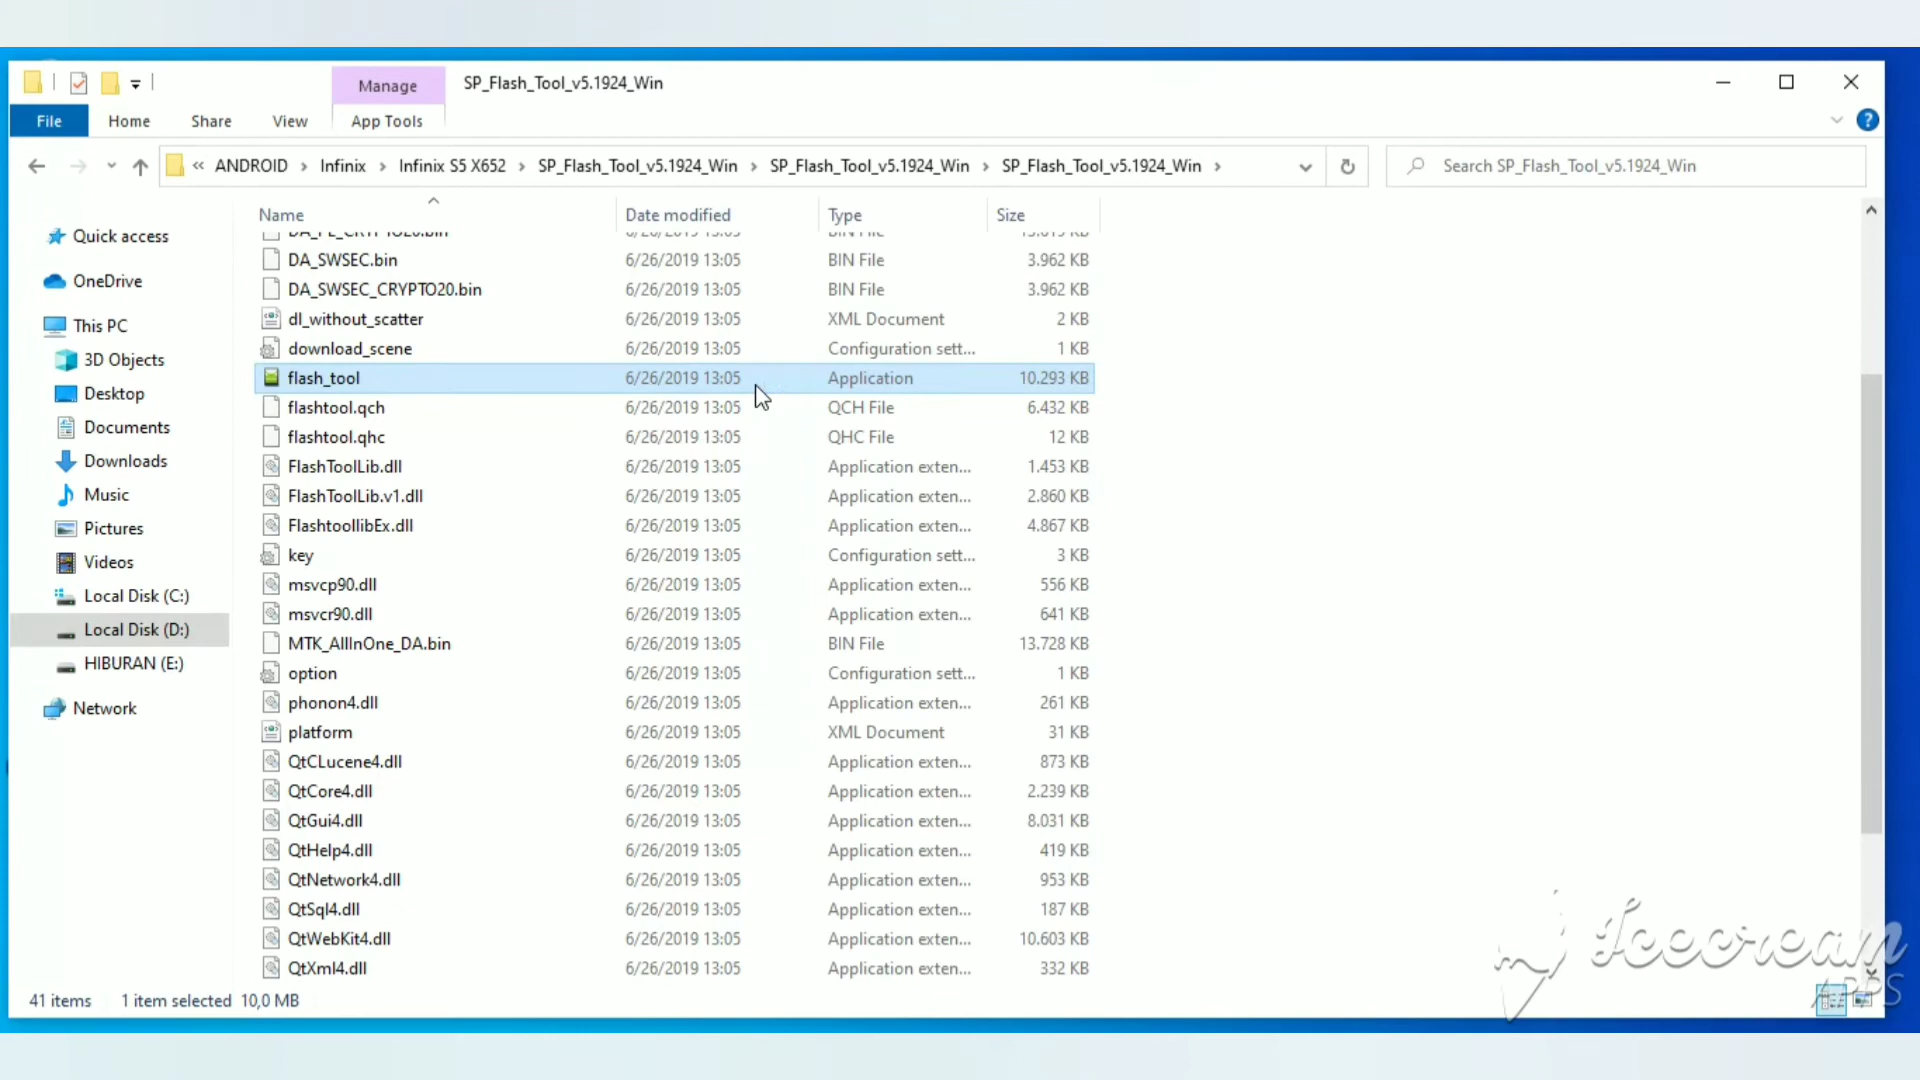 Manage SP_Flash_Tool_v5.1924_Win
File Home Share View App Tools
« ANDROID › Infinix › Infinix S5 X652 › SP_Flash_Tool_v5.1924_Win › SP_Flash_Tool_v5.1924_Win › SP_Flash_Tool_v5.1924_Win › Search SP_Flash_Tool_v5.1924_Win
Name Date modified Type Size
Quick access
OneDrive
This PC
3D Objects
Desktop
Documents
Downloads
Music
Pictures
Videos
Local Disk (C:)
Local Disk (D:)
HIBURAN (E:)
Network
DA_SWSEC.bin 6/26/2019 13:05 BIN File 3.962 KB
DA_SWSEC_CRYPTO20.bin 6/26/2019 13:05 BIN File 3.962 KB
dl_without_scatter 6/26/2019 13:05 XML Document 2 KB
download_scene 6/26/2019 13:05 Configuration sett... 1 KB
flash_tool 6/26/2019 13:05 Application 10.293 KB
flashtool.qch 6/26/2019 13:05 QCH File 6.432 KB
flashtool.qhc 6/26/2019 13:05 QHC File 12 KB
FlashToolLib.dll 6/26/2019 13:05 Application exten... 1.453 KB
FlashToolLib.v1.dll 6/26/2019 13:05 Application exten... 2.860 KB
FlashtoollibEx.dll 6/26/2019 13:05 Application exten... 4.867 KB
key 6/26/2019 13:05 Configuration sett... 3 KB
msvcp90.dll 6/26/2019 13:05 Application exten... 556 KB
msvcr90.dll 6/26/2019 13:05 Application exten... 641 KB
MTK_AllInOne_DA.bin 6/26/2019 13:05 BIN File 13.728 KB
option 6/26/2019 13:05 Configuration sett... 1 KB
phonon4.dll 6/26/2019 13:05 Application exten... 261 KB
platform 6/26/2019 13:05 XML Document 31 KB
QtCLucene4.dll 6/26/2019 13:05 Application exten... 873 KB
QtCore4.dll 6/26/2019 13:05 Application exten... 2.239 KB
QtGui4.dll 6/26/2019 13:05 Application exten... 8.031 KB
QtHelp4.dll 6/26/2019 13:05 Application exten... 419 KB
QtNetwork4.dll 6/26/2019 13:05 Application exten... 953 KB
QtSql4.dll 6/26/2019 13:05 Application exten... 187 KB
QtWebKit4.dll 6/26/2019 13:05 Application exten... 10.603 KB
QtXml4.dll 6/26/2019 13:05 Application exten... 332 KB
41 items 1 item selected 10,0 MB
Icecream
APPS